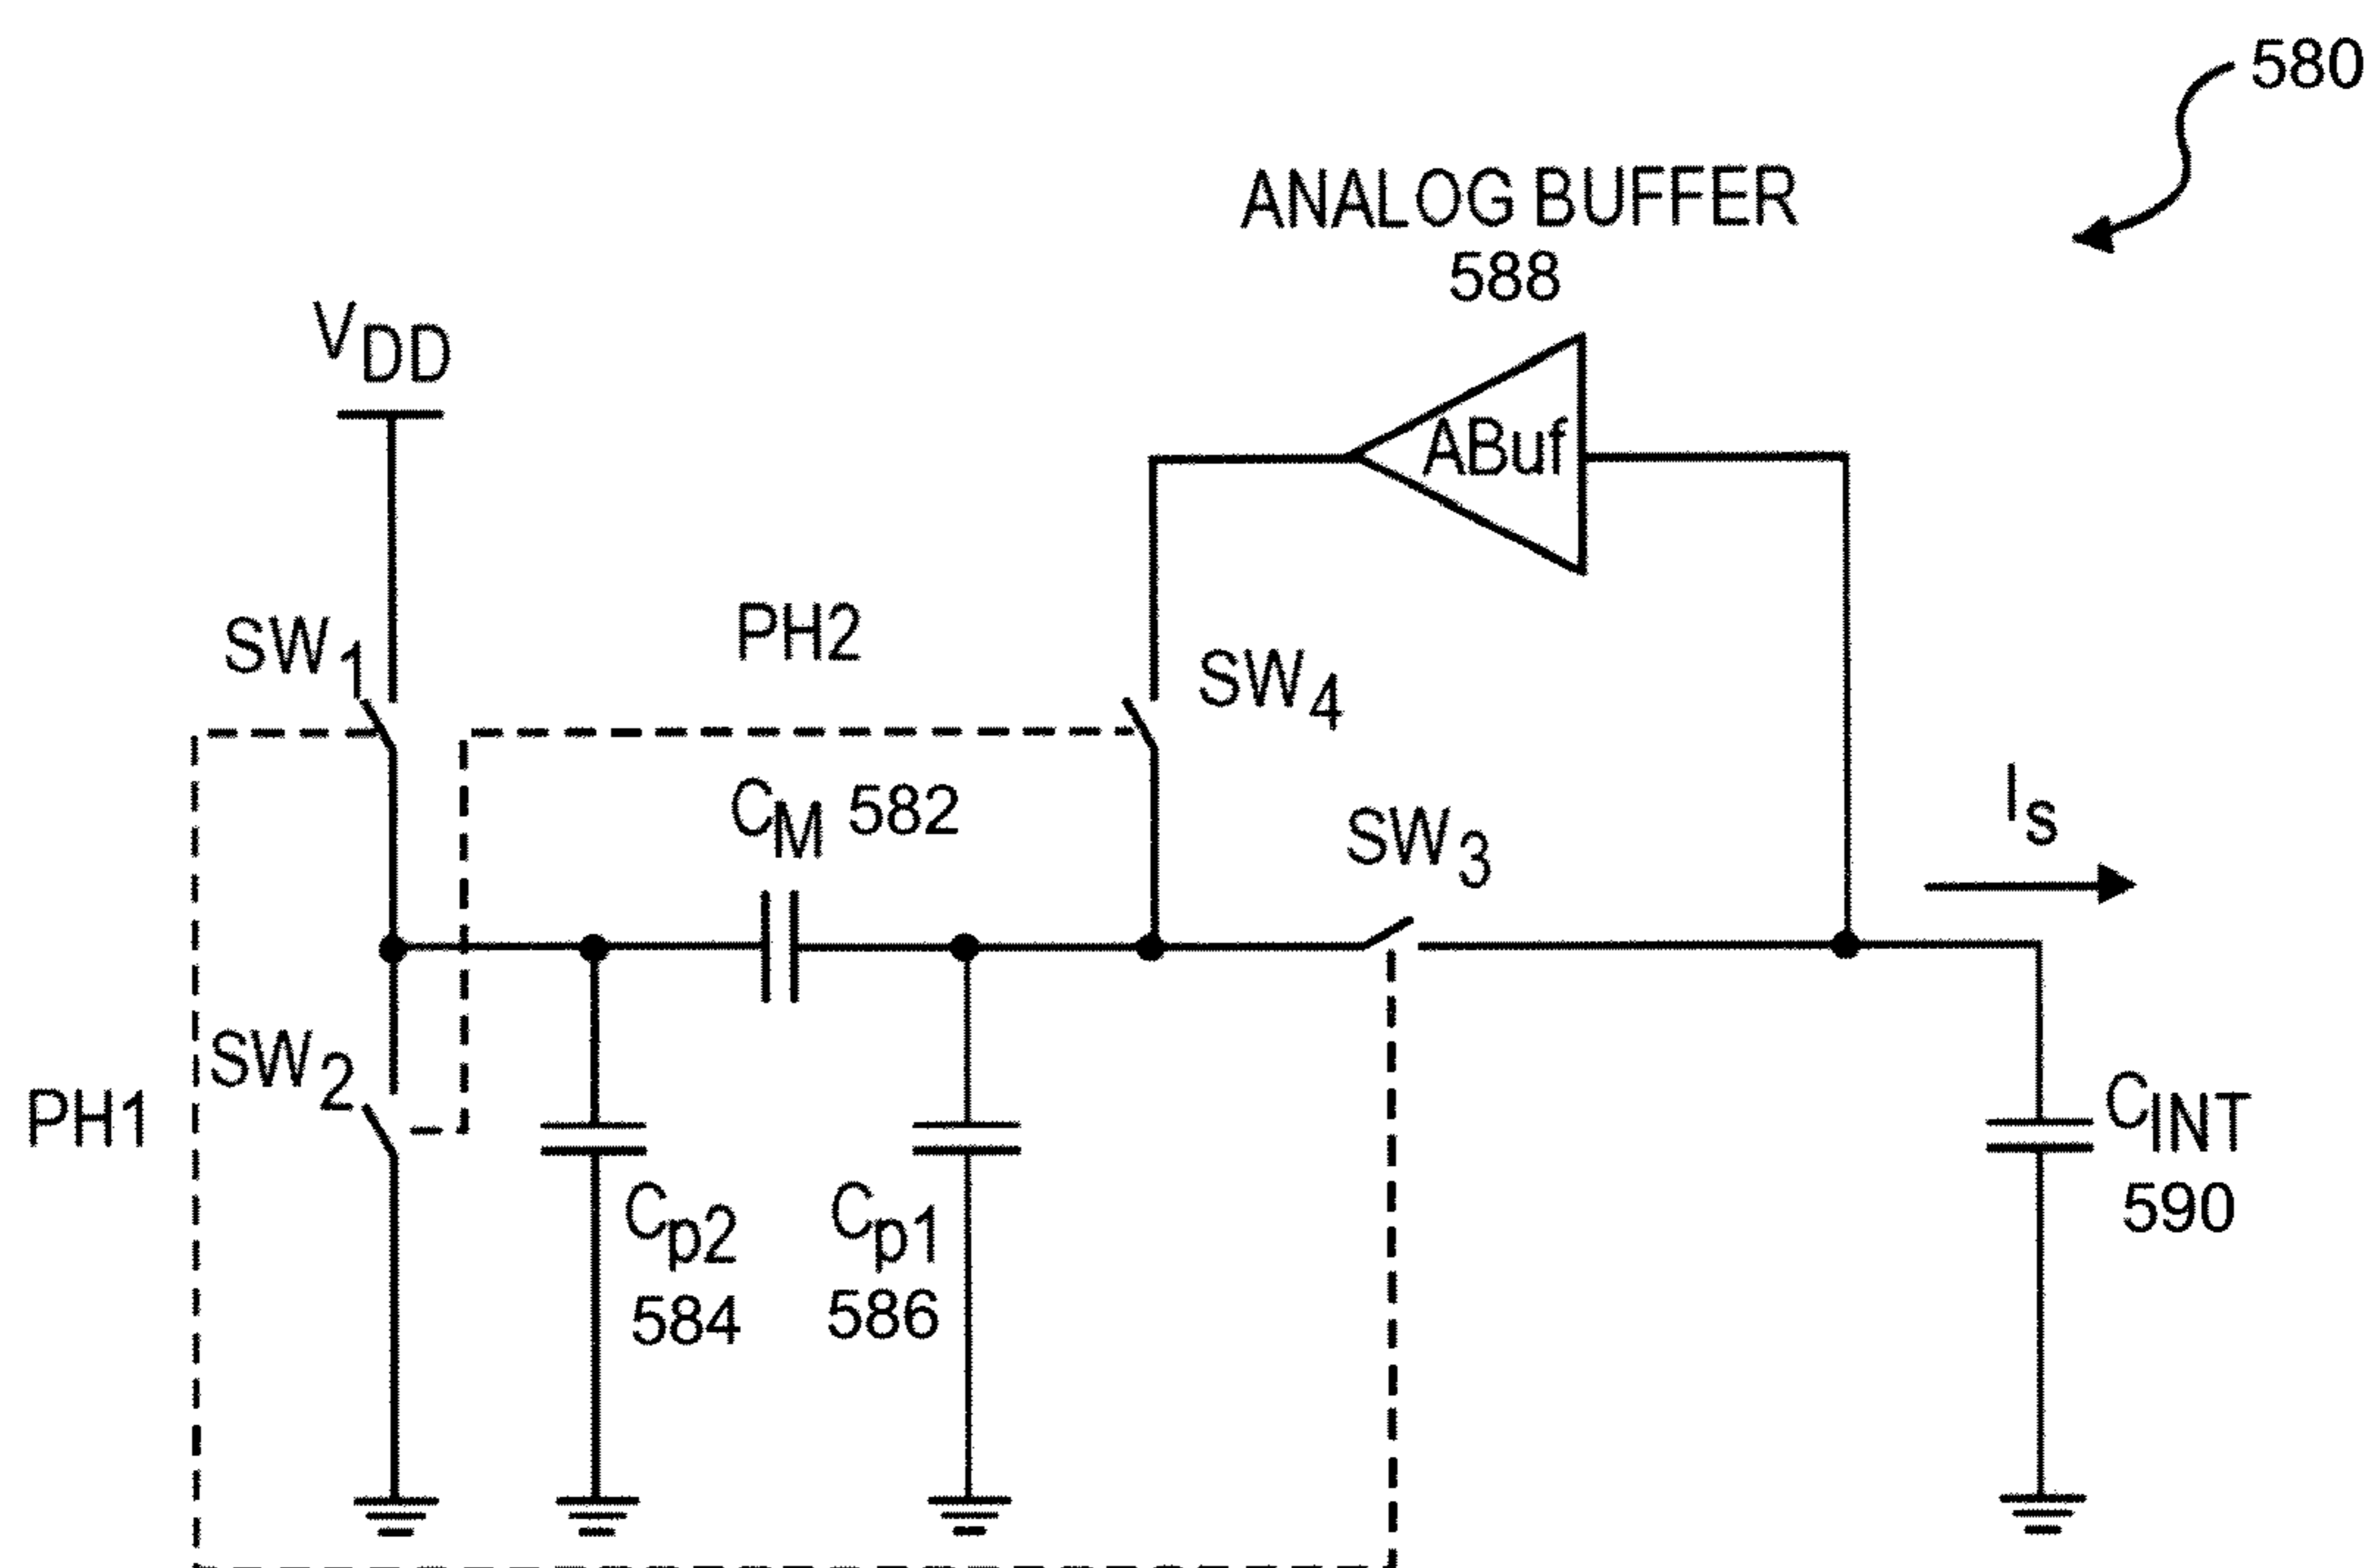 580
ANALOG BUFFER
588
VDD
ABuf
SW1
PH2
SW4
CM 582
SW3
Is
SW2
PH1
Cp2
584
Cp1
586
CINT
590